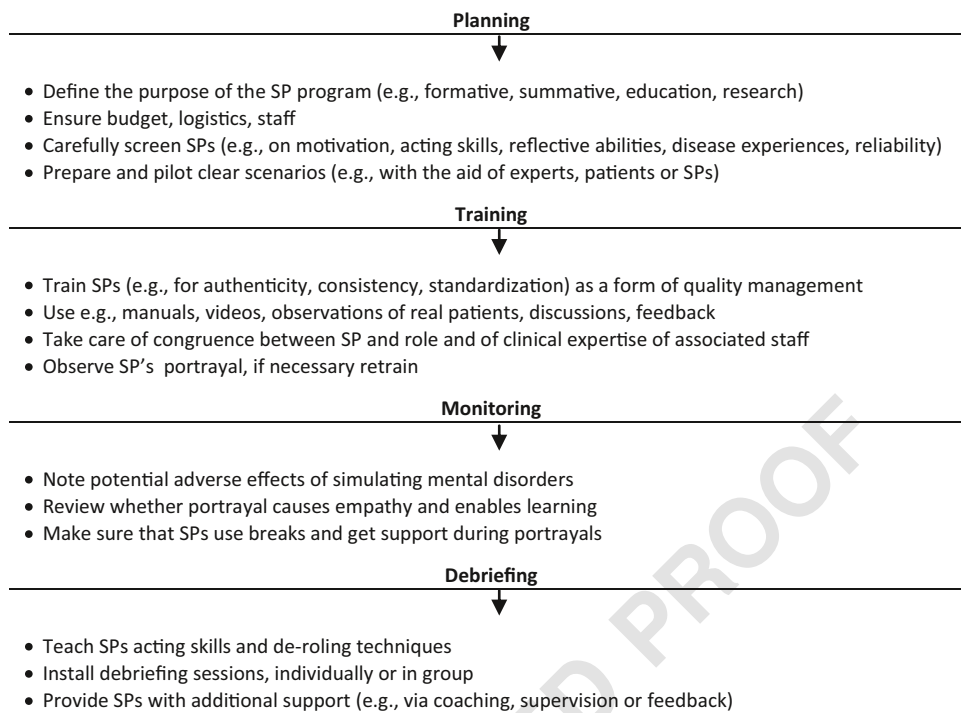 Planning
• Define the purpose of the SP program (e.g., formative, summative, education, research)
• Ensure budget, logistics, staff
• Carefully screen SPs (e.g., on motivation, acting skills, reflective abilities, disease experiences, reliability)
• Prepare and pilot clear scenarios (e.g., with the aid of experts, patients or SPs)
Training
• Train SPs (e.g., for authenticity, consistency, standardization) as a form of quality management
• Use e.g., manuals, videos, observations of real patients, discussions, feedback
• Take care of congruence between SP and role and of clinical expertise of associated staff
• Observe SP's portrayal, if necessary retrain
Monitoring
• Note potential adverse effects of simulating mental disorders
• Review whether portrayal causes empathy and enables learning
• Make sure that SPs use breaks and get support during portrayals
Debriefing
• Teach SPs acting skills and de-roling techniques
• Install debriefing sessions, individually or in group
• Provide SPs with additional support (e.g., via coaching, supervision or feedback)
PROOF